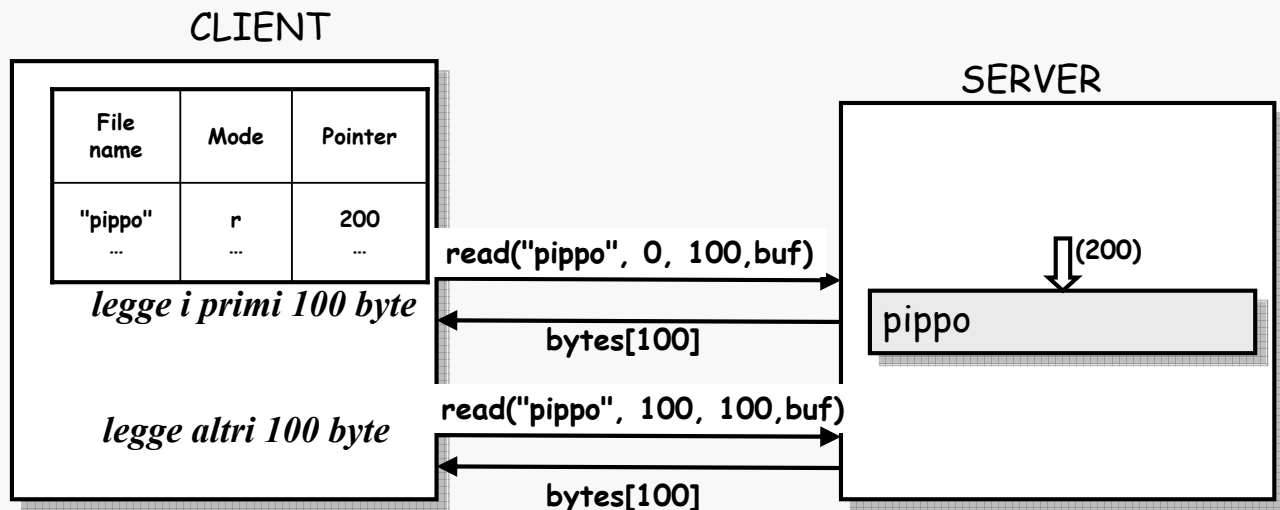 CLIENT
SERVER
File name Mode Pointer
"pippo" r 200
... ... ...
read("pippo", 0, 100,buf)
legge i primi 100 byte
bytes[100]
(200)
pippo
read("pippo", 100, 100,buf)
legge altri 100 byte
bytes[100]